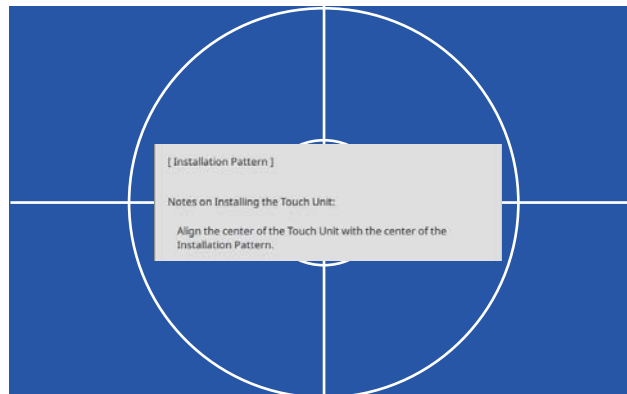 [ Installation Pattern ]
Notes on Installing the Touch Unit:
Align the center of the Touch Unit with the center of the
Installation Pattern.